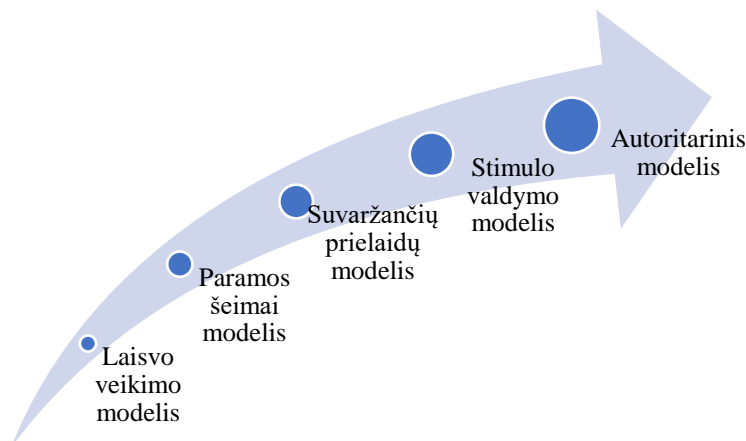 Laisvo
veikimo
modelis
Paramos
šeimai
modelis
Suvaržančių
prielaidų
modelis
Stimulo
valdymo
modelis
Autoritarinis
modelis